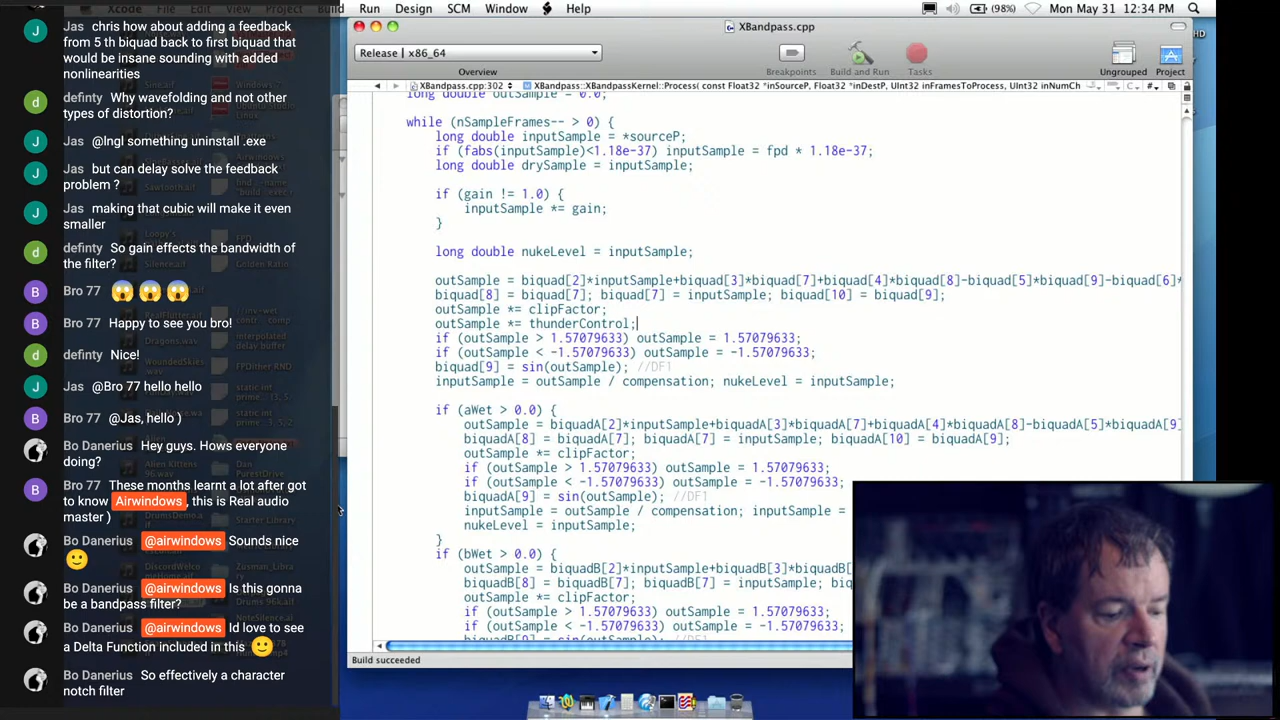 Run Design SCM Window Help
(98%) Mon May 31 12:34 PM
chris how about adding a feedback
from 5 th biquad back to first biquad that
would be insane sounding with added
nonlinearities
definty Why wavefolding and not other
types of distortion?
Jas @lngl something uninstall .exe
Jas but can delay solve the feedback
problem ?
Jas making that cubic will make it even
smaller
definty So gain effects the bandwidth of
the filter?
Bro 77 😱 😱 😱
Bro 77 Happy to see you bro!
definty Nice!
Jas @Bro 77 hello hello
Bro 77 @Jas, hello )
Bo Danerius Hey guys. Hows everyone
doing?
Bro 77 These months learnt a lot after got
to know Airwindows , this is Real audio
master )
Bo Danerius @airwindows Sounds nice
🙂
Bo Danerius @airwindows Is this gonna
be a bandpass filter?
Bo Danerius @airwindows Id love to see
a Delta Function included in this 🙂
Bo Danerius So effectively a character
notch filter
XBandpass.cpp
Release | x86_64
Overview
Breakpoints
Build and Run
Tasks
Ungrouped
Project
XBandpass.cpp:302
XBandpass::XBandpassKernel::Process( const Float32 *inSourceP, Float32 *inDestP, UInt32 inFramesToProcess, UInt32 inNumCh
long double outSample = 0.0;
while (nSampleFrames-- > 0) {
long double inputSample = *sourceP;
if (fabs(inputSample)<1.18e-37) inputSample = fpd * 1.18e-37;
long double drySample = inputSample;
if (gain != 1.0) {
inputSample *= gain;
}
long double nukeLevel = inputSample;
outSample = biquad[2]*inputSample+biquad[3]*biquad[7]+biquad[4]*biquad[8]-biquad[5]*biquad[9]-biquad[6]*
biquad[8] = biquad[7]; biquad[7] = inputSample; biquad[10] = biquad[9];
outSample *= clipFactor;
outSample *= thunderControl;
if (outSample > 1.57079633) outSample = 1.57079633;
if (outSample < -1.57079633) outSample = -1.57079633;
biquad[9] = sin(outSample); //DF1
inputSample = outSample / compensation; nukeLevel = inputSample;
if (aWet > 0.0) {
outSample = biquadA[2]*inputSample+biquadA[3]*biquadA[7]+biquadA[4]*biquadA[8]-biquadA[5]*biquadA[9]
biquadA[8] = biquadA[7]; biquadA[7] = inputSample; biquadA[10] = biquadA[9];
outSample *= clipFactor;
if (outSample > 1.57079633) outSample = 1.57079633;
if (outSample < -1.57079633) outSample = -1.57079633;
biquadA[9] = sin(outSample); //DF1
inputSample = outSample / compensation; inputSample =
nukeLevel = inputSample;
}
if (bWet > 0.0) {
outSample = biquadB[2]*inputSample+biquadB[3]*biquadB[
biquadB[8] = biquadB[7]; biquadB[7] = inputSample; biq
outSample *= clipFactor;
if (outSample > 1.57079633) outSample = 1.57079633;
if (outSample < -1.57079633) outSample = -1.57079633;
biquadB[9] = sin(outSample); //DF1
Build succeeded